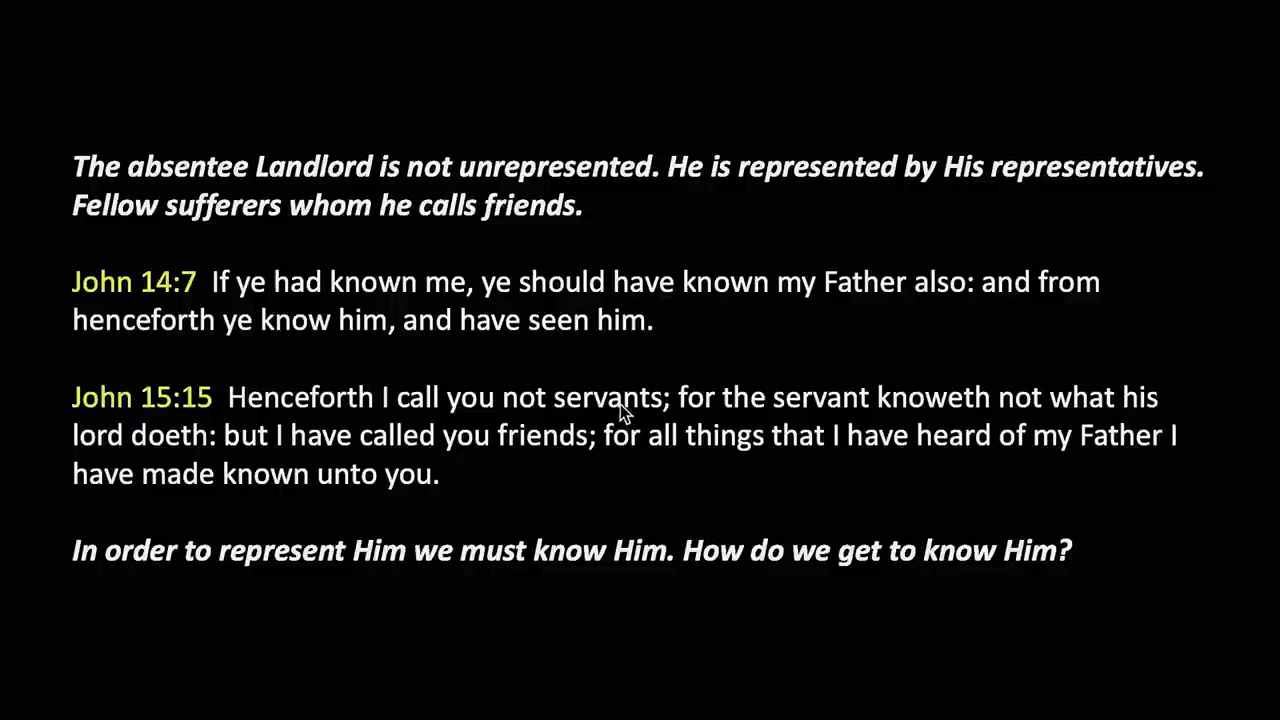 The absentee Landlord is not unrepresented. He is represented by His representatives.
Fellow sufferers whom he calls friends.
John 14:7  If ye had known me, ye should have known my Father also: and from
henceforth ye know him, and have seen him.
John 15:15  Henceforth I call you not servants; for the servant knoweth not what his
lord doeth: but I have called you friends; for all things that I have heard of my Father I
have made known unto you.
In order to represent Him we must know Him. How do we get to know Him?